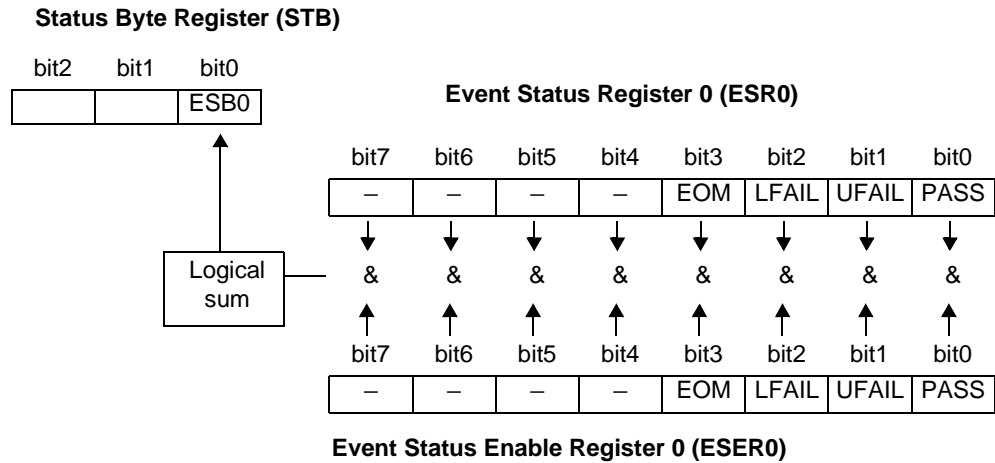 Status Byte Register (STB)
bit2 bit1 bit0
ESB0
Event Status Register 0 (ESR0)
bit7 bit6 bit5 bit4 bit3 bit2 bit1 bit0
– – – – EOM LFAIL UFAIL PASS
Logical
sum
& & & & & & & &
bit7 bit6 bit5 bit4 bit3 bit2 bit1 bit0
– – – – EOM LFAIL UFAIL PASS
Event Status Enable Register 0 (ESER0)